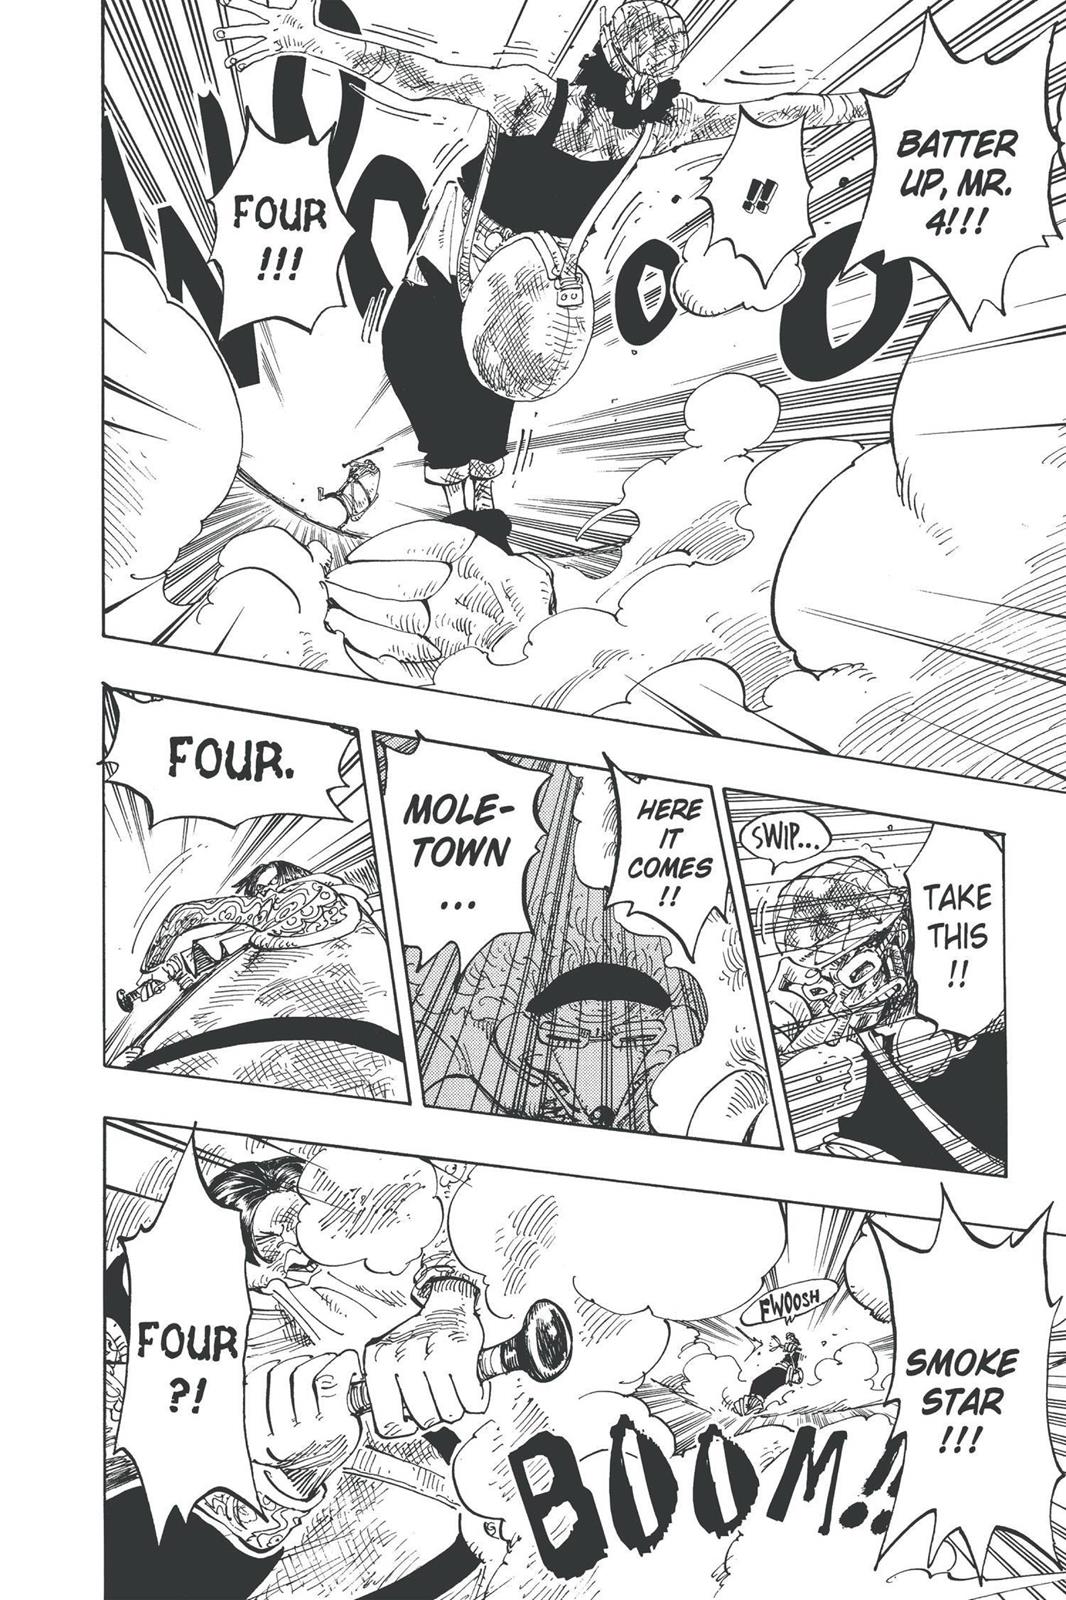 BATTER
UP, MR.
4!!!
!!
FOUR
!!!
TAKE
THIS
!!
SWIP...
HERE
IT
COMES
!!
MOLE-
TOWN
...
FOUR.
SMOKE
STAR
!!!
FWOOSH
BOOM!!
FOUR
?!